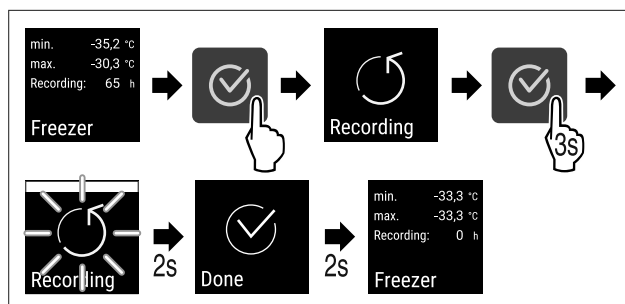 min. -35,2 °C
max. -30,3 °C
Recording: 65 h
Freezer
Recording
3s
Recording
2s
Done
2s
min. -33,3 °C
max. -33,3 °C
Recording: 0 h
Freezer